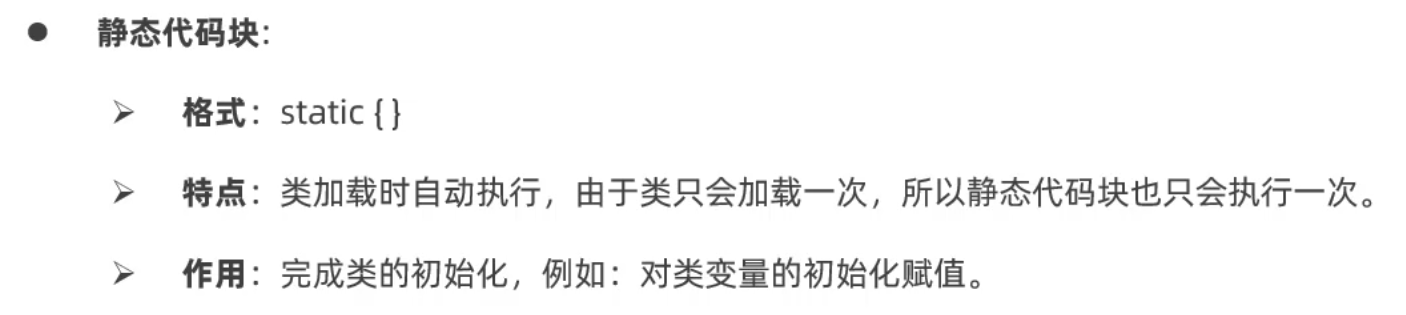 ● 静态代码块：
➢ 格式：static { }
➢ 特点：类加载时自动执行，由于类只会加载一次，所以静态代码块也只会执行一次。
➢ 作用：完成类的初始化，例如：对类变量的初始化赋值。